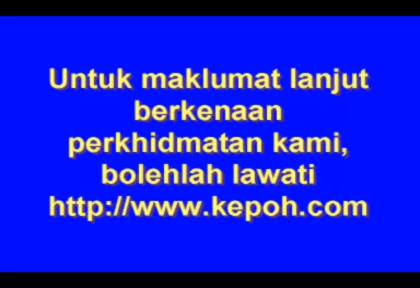 Untuk maklumat lanjut
berkenaan
perkhidmatan kami,
bolehlah lawati
http://www.kepoh.com